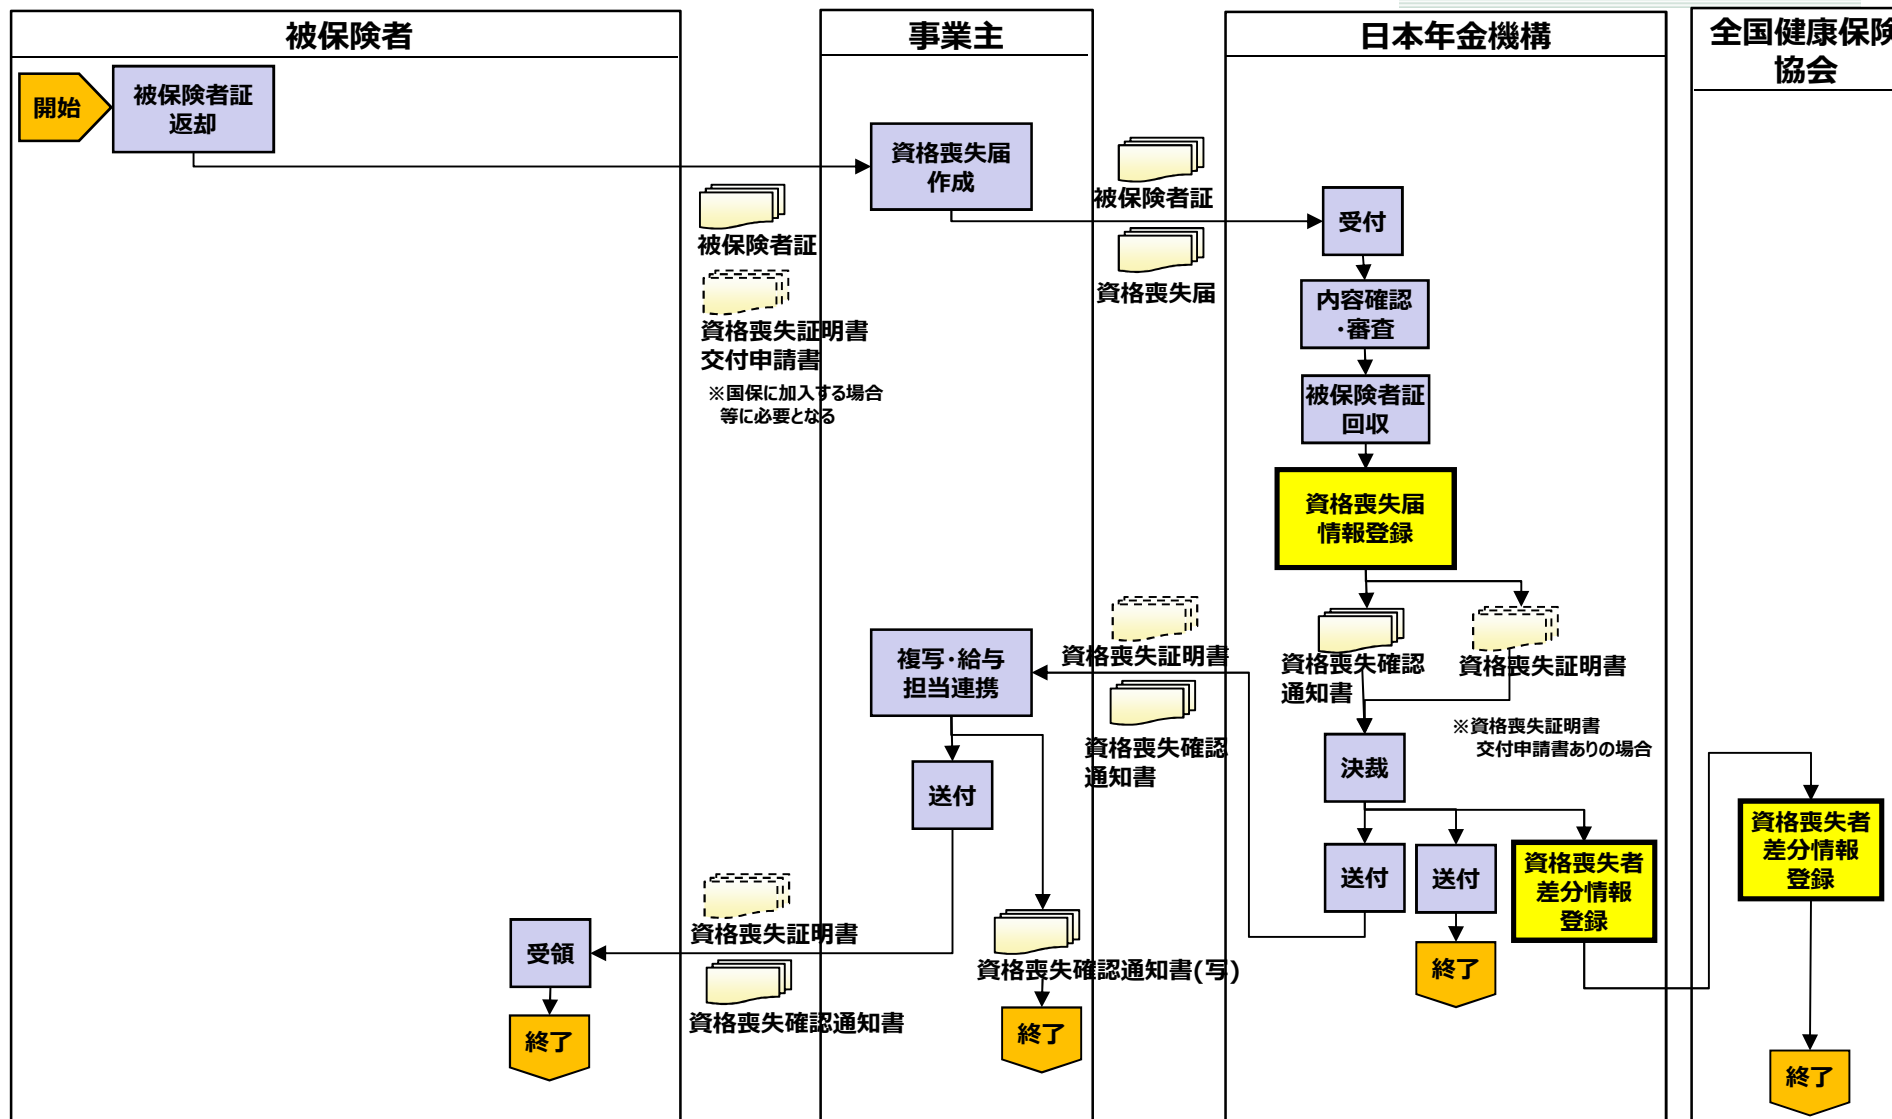 被保険者
事業主
日本年金機構
全国健康保険
協会
開始
被保険者証
返却
資格喪失届
作成
被保険者証
資格喪失証明書
交付申請書
※国保に加入する場合
等に必要となる
被保険者証
資格喪失届
受付
内容確認
・審査
被保険者証
回収
資格喪失届
情報登録
資格喪失確認
通知書
資格喪失証明書
※資格喪失証明書
交付申請書ありの場合
決裁
送付
送付
資格喪失者
差分情報
登録
終了
資格喪失者
差分情報
登録
終了
資格喪失証明書
資格喪失確認
通知書
複写・給与
担当連携
送付
資格喪失確認通知書(写)
終了
資格喪失証明書
資格喪失確認通知書
受領
終了